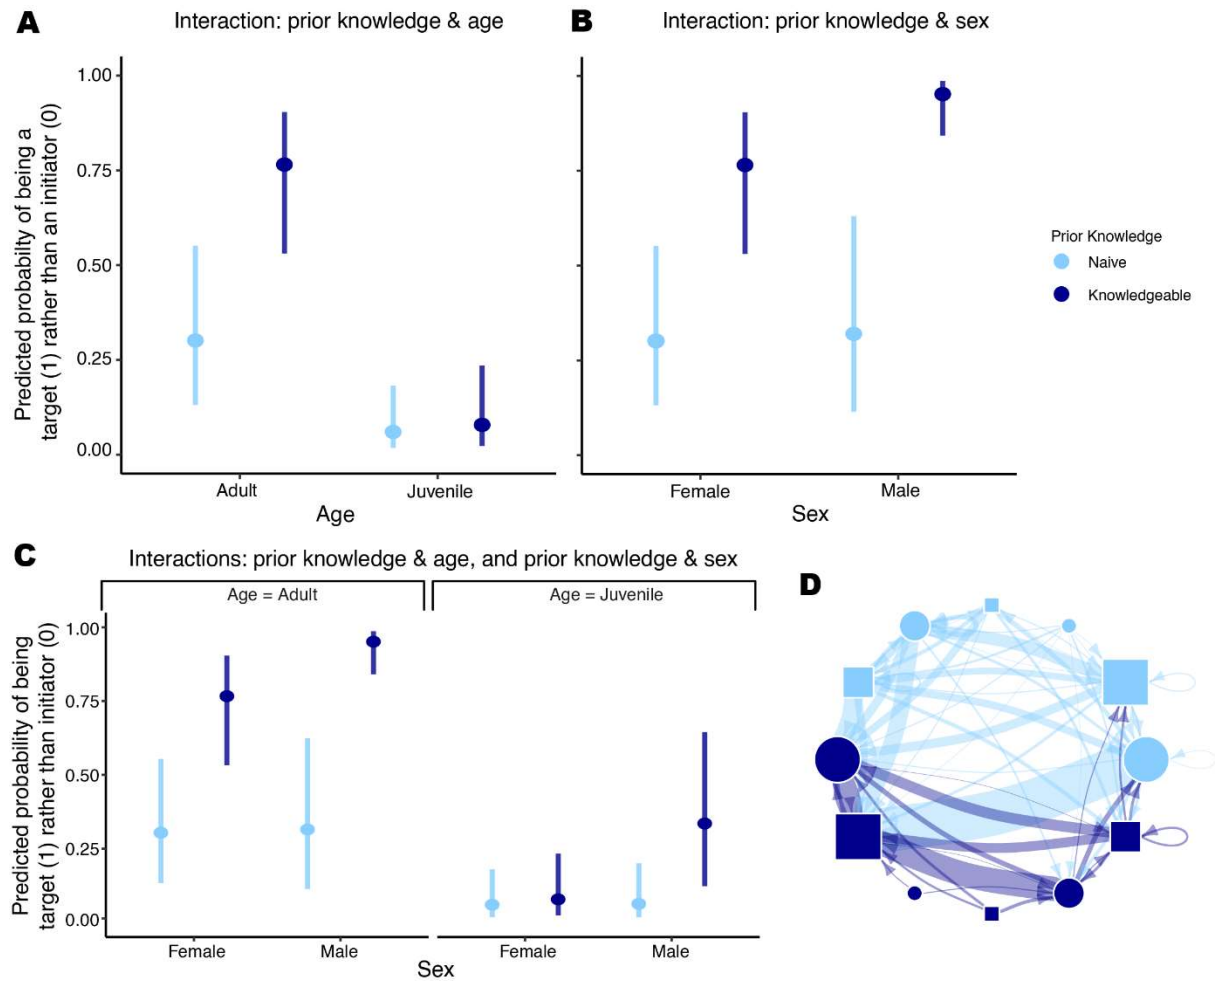 A
Interaction: prior knowledge & age
Predicted probabilty of being a
target (1) rather than an initiator (0)
1.00
0.75
0.50
0.25
0.00
Adult
Juvenile
Age
B
Interaction: prior knowledge & sex
Female
Male
Sex
Prior Knowledge
Naive
Knowledgeable
C
Interactions: prior knowledge & age, and prior knowledge & sex
Age = Adult
Age = Juvenile
Predicted probability of being
target (1) rather than initiator (0)
1.00
0.75
0.50
0.25
0.00
Female
Male
Female
Male
Sex
D